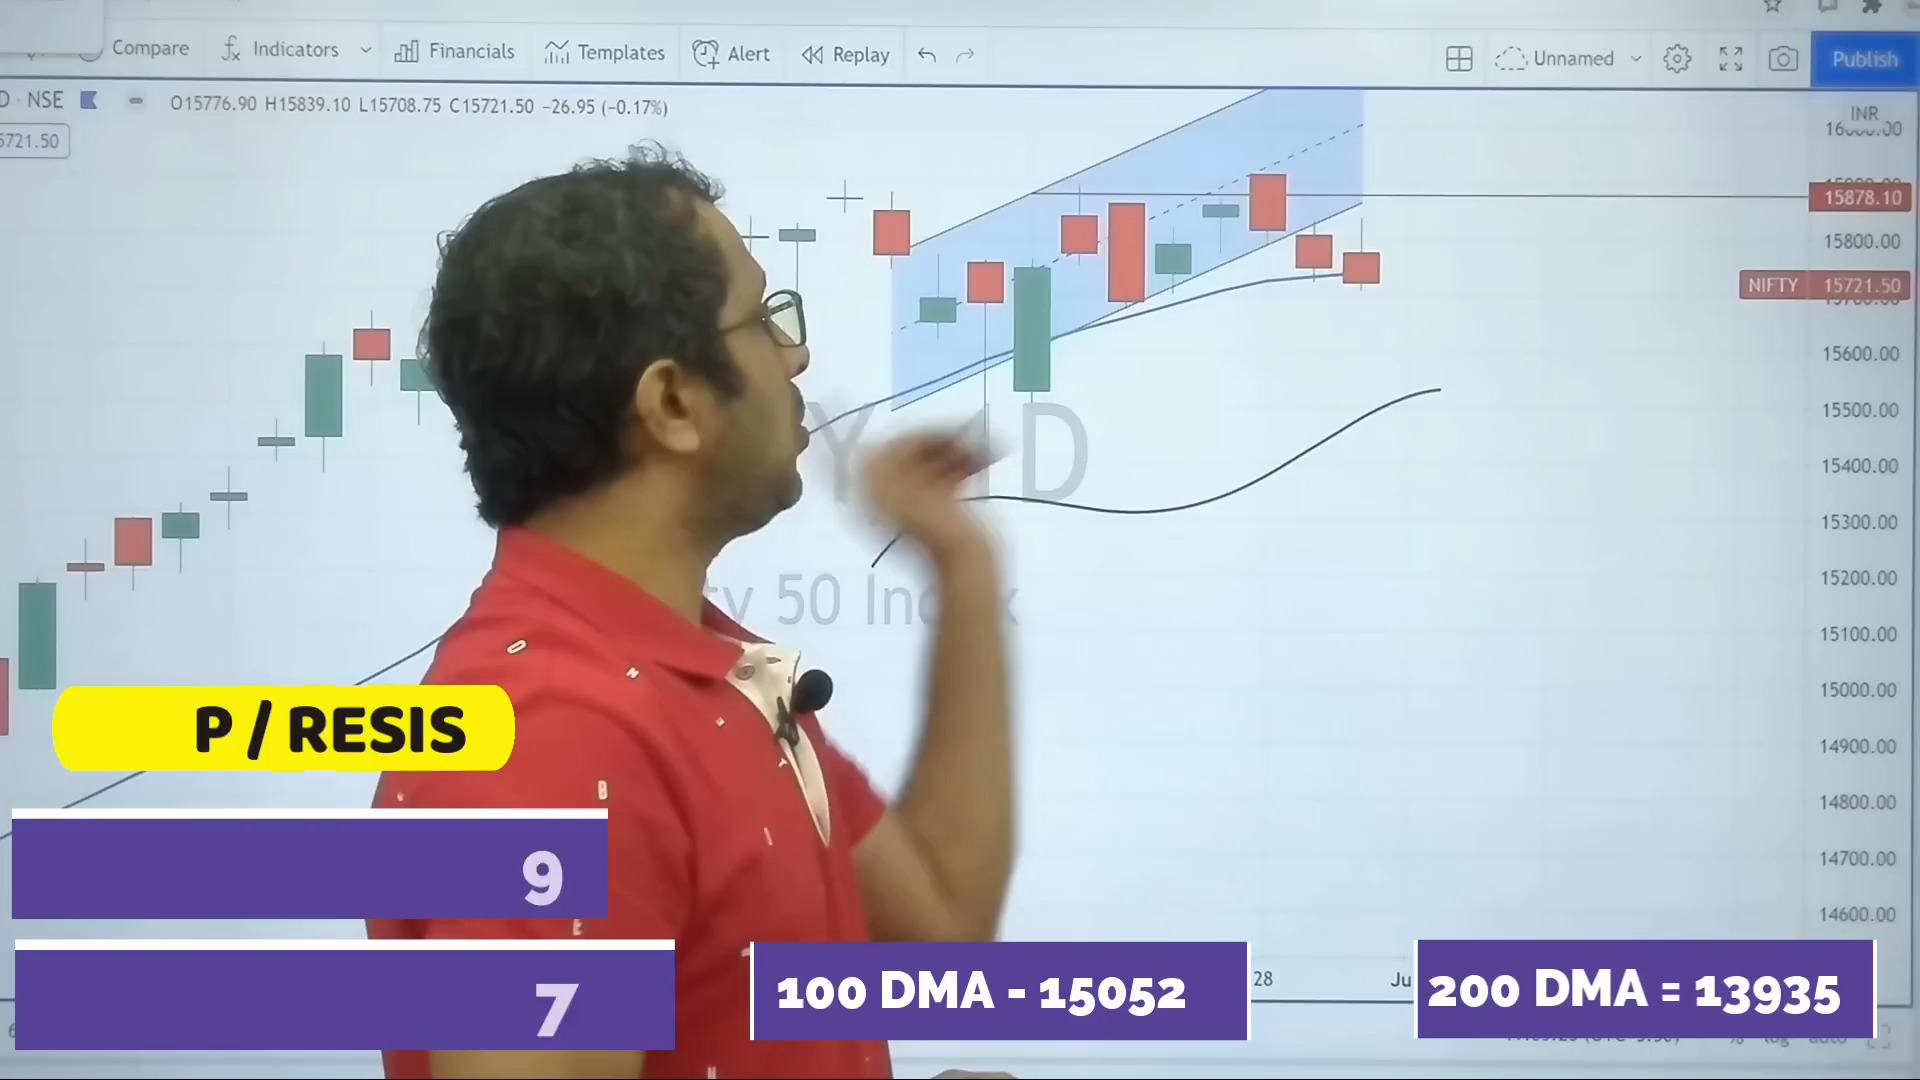 Compare Indicators Financials Templates Alert Replay Unnamed Publish
D · NSE O15776.90 H15839.10 L15708.75 C15721.50 −26.95 (−0.17%)
INR
5721.50
15878.10
15800.00
NIFTY 15721.50
15600.00
15500.00
15400.00
15300.00
15200.00
15100.00
15000.00
14900.00
14800.00
14700.00
14600.00
P / RESIS
9
7
100 DMA - 15052
28
200 DMA = 13935